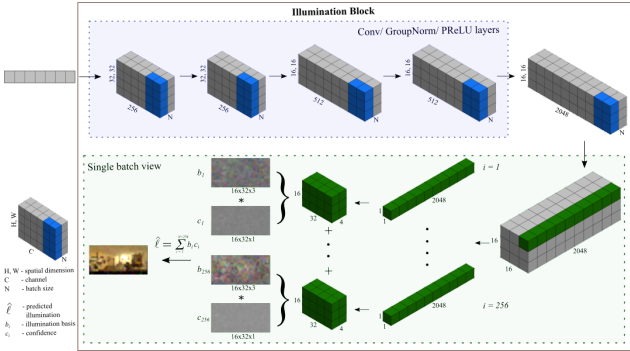 Illumination Block
Conv/ GroupNorm/ PReLU layers
32, 32
256
N
32, 32
256
N
16, 16
512
N
16, 16
512
N
16, 16
2048
N
Single batch view
b1
16x32x3
*
c1
16x32x1
16
32
4
1
1
2048
i = 1
+
+
16
2048
b256
16x32x3
*
c256
16x32x1
16
32
4
1
1
2048
i = 256
H, W
C
N
H, W - spatial dimension
C - channel
N - batch size
ℓ̂ - predicted
illumination
bi - illumination basis
ci - confidence